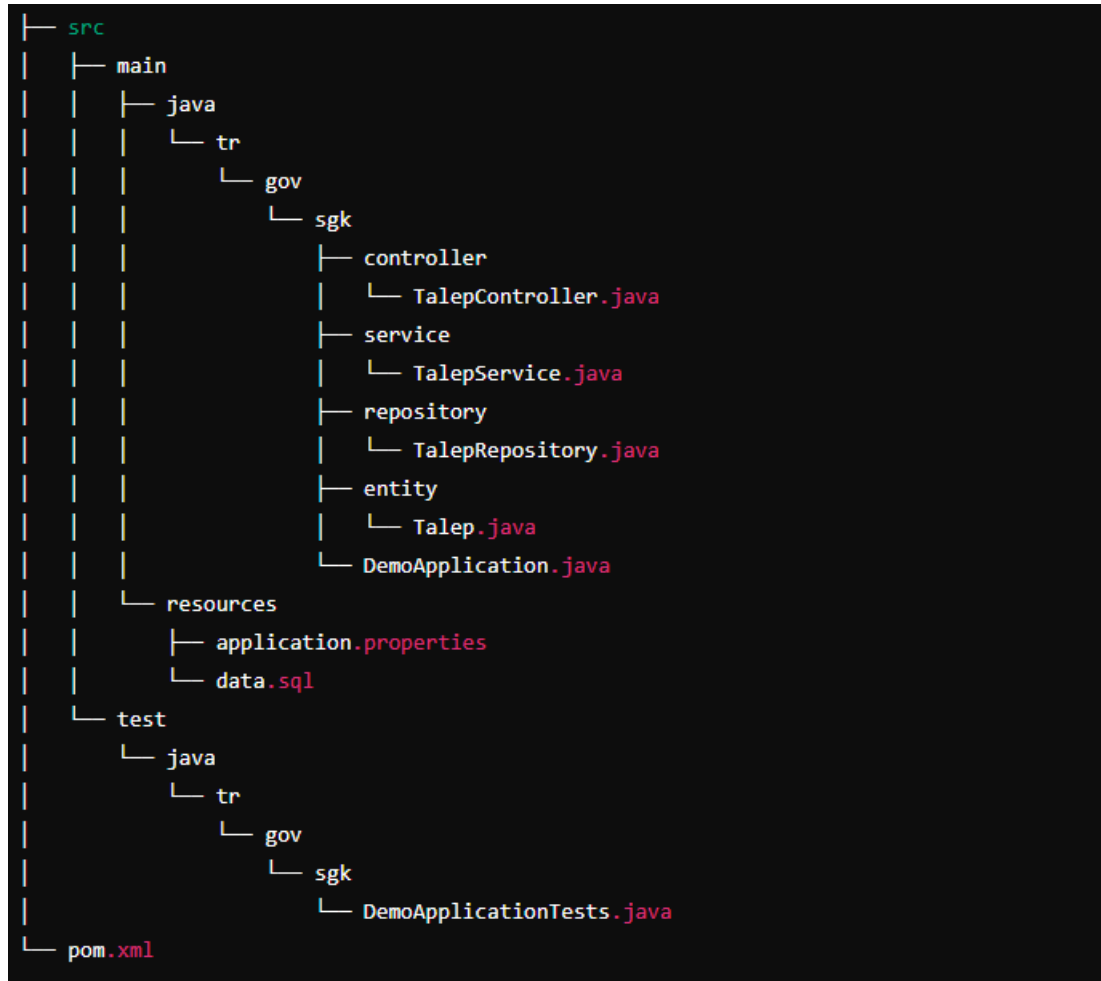 ├── src
│   ├── main
│   │   ├── java
│   │   │   └── tr
│   │   │       └── gov
│   │   │           └── sgk
│   │   │               ├── controller
│   │   │               │   └── TalepController.java
│   │   │               ├── service
│   │   │               │   └── TalepService.java
│   │   │               ├── repository
│   │   │               │   └── TalepRepository.java
│   │   │               ├── entity
│   │   │               │   └── Talep.java
│   │   │               └── DemoApplication.java
│   │   └── resources
│   │       ├── application.properties
│   │       └── data.sql
│   └── test
│       └── java
│           └── tr
│               └── gov
│                   └── sgk
│                       └── DemoApplicationTests.java
└── pom.xml